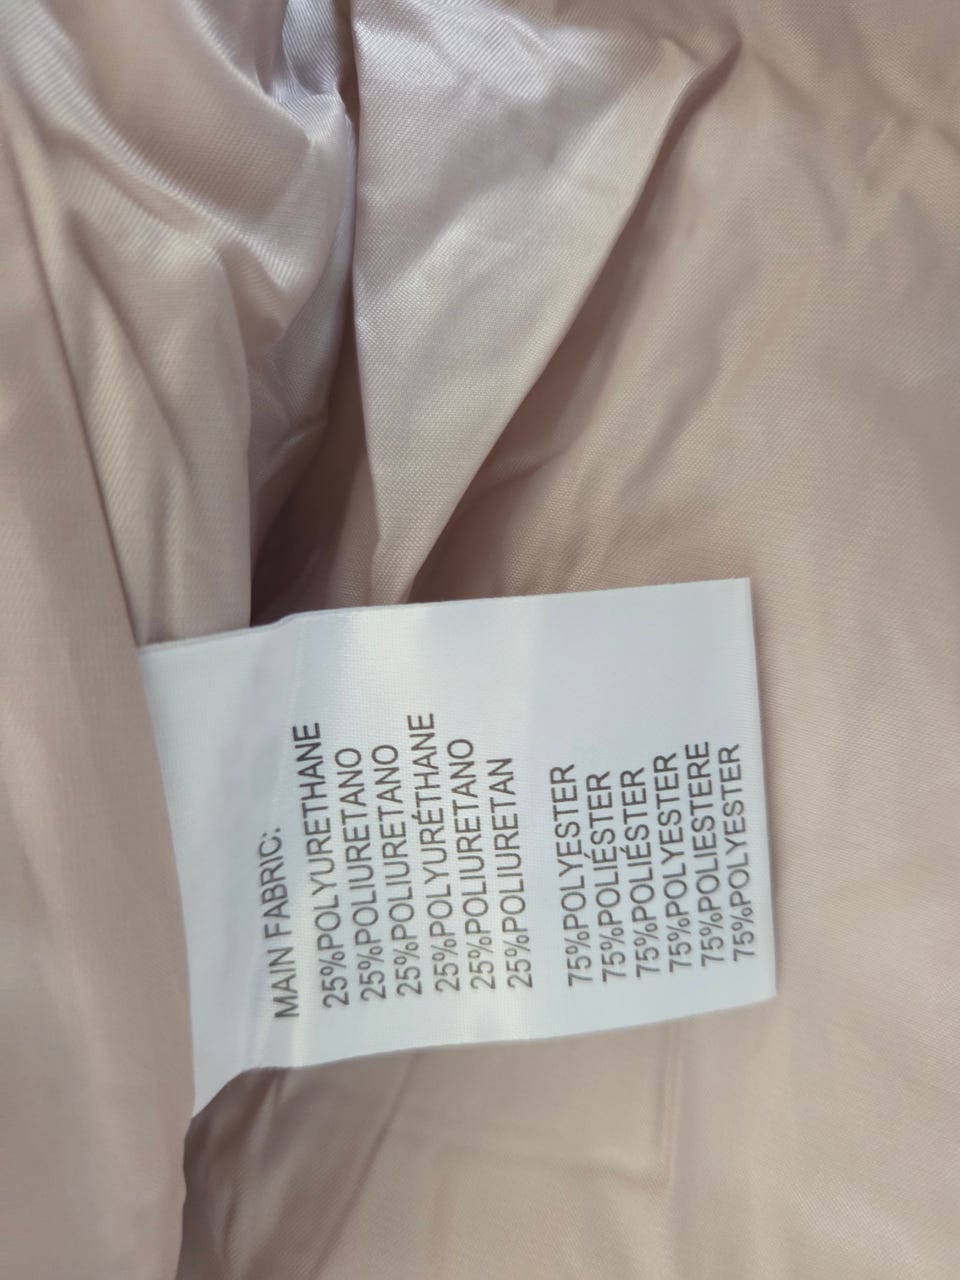 MAIN FABRIC:
25%POLYURETHANE
25%POLIURETANO
25%POLIURETANO
25%POLYURÉTHANE
25%POLIURETANO
25%POLIURETAN
75%POLYESTER
75%POLIÉSTER
75%POLIÉSTER
75%POLYESTER
75%POLIESTERE
75%POLYESTER